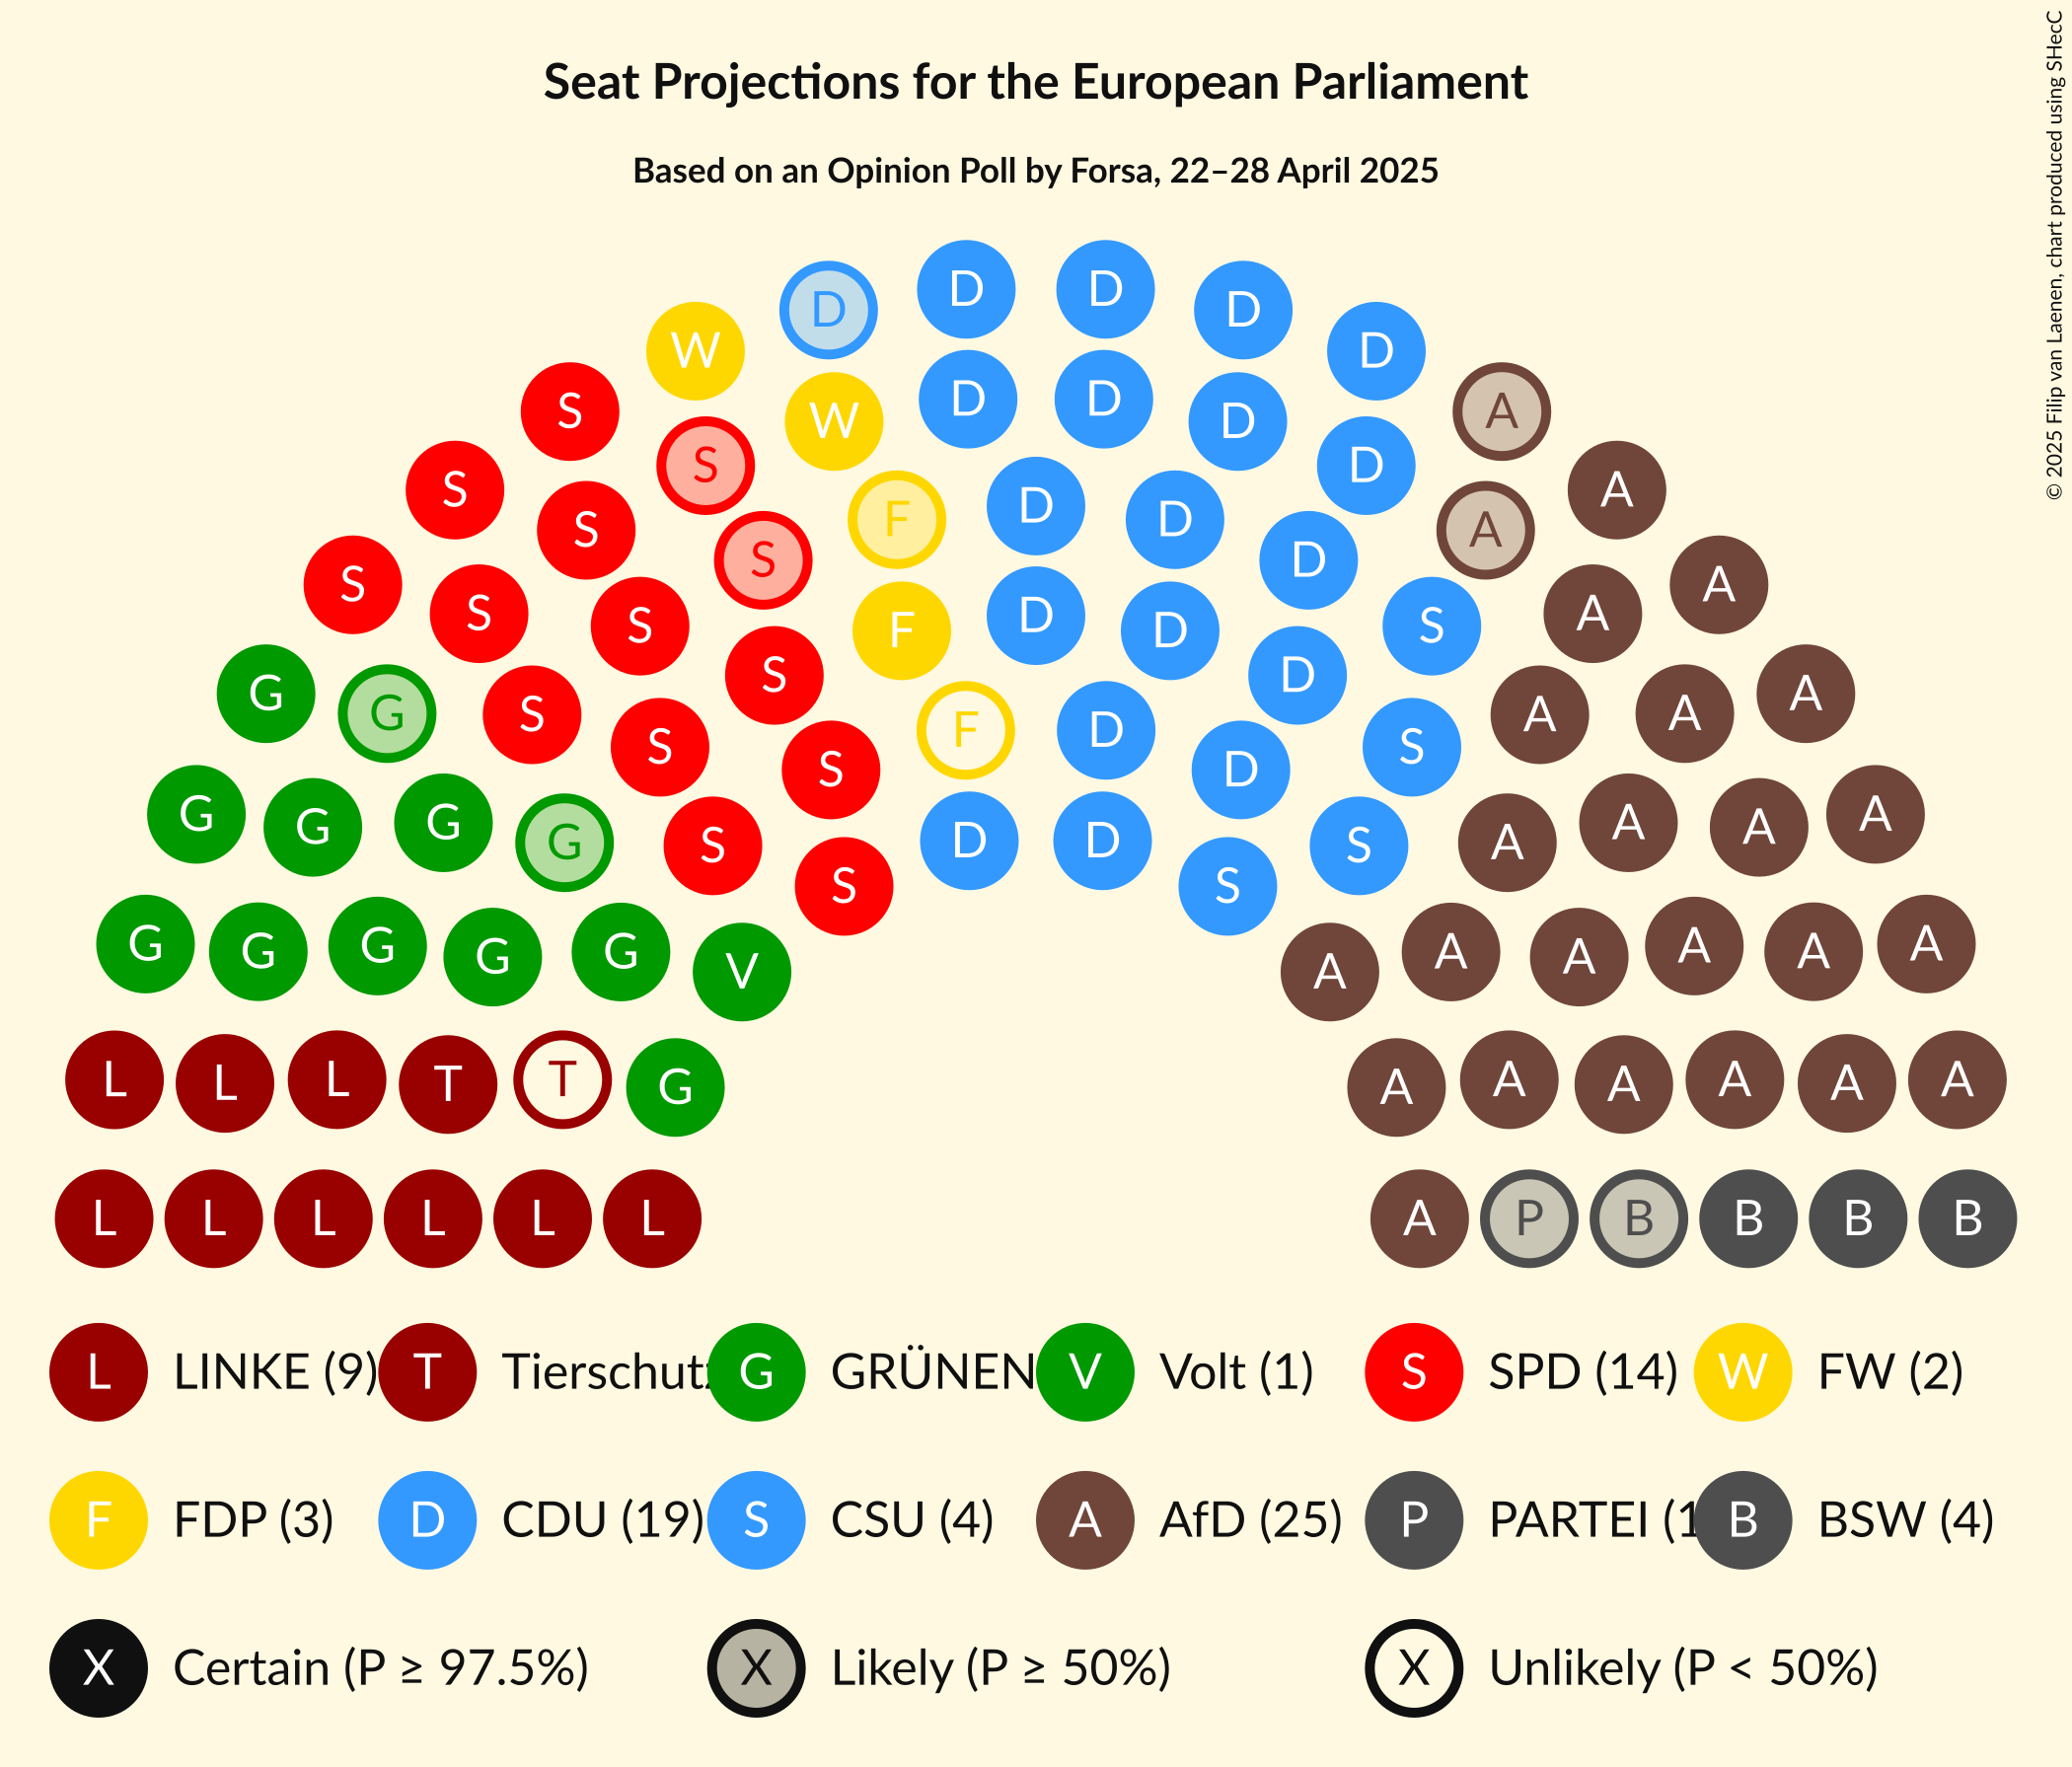 Seat Projections for the European Parliament
Based on an Opinion Poll by Forsa, 22–28 April 2025
© 2025 Filip van Laenen, chart produced using SHecC
D D
D D
W D
D D
S A
W D
S D
S A
D
F D
S A
S D
S A
S D A
S F D S
S D
G A
G S A A
F D
S S
S D
G G G A A A
G S D D S A
S S
G G G G G V A A A A A A
L L L T T G A A A A A A
L L L L L L A P B B B B
L LINKE (9) T Tierschutz G GRÜNEN V Volt (1) S SPD (14) W FW (2)
F FDP (3) D CDU (19) S CSU (4) A AfD (25) P PARTEI (1 B BSW (4)
X Certain (P ≥ 97.5%) X Likely (P ≥ 50%) X Unlikely (P < 50%)